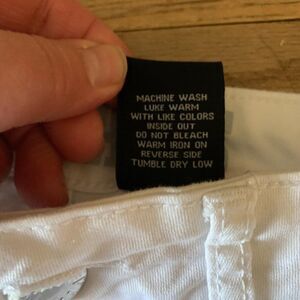 MACHINE WASH
LUKE WARM
WITH LIKE COLORS
INSIDE OUT
DO NOT BLEACH
WARM IRON ON
REVERSE SIDE
TUMBLE DRY LOW